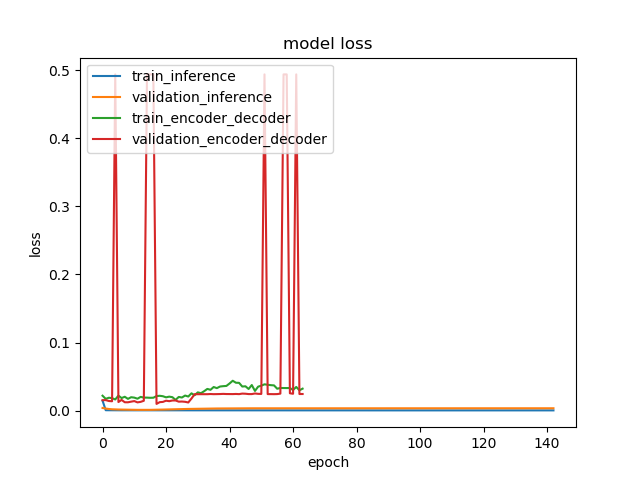 model loss
0.5
0.4
0.3
0.2
0.1
0.0
loss
train_inference
validation_inference
train_encoder_decoder
validation_encoder_decoder
0 20 40 60 80 100 120 140
epoch